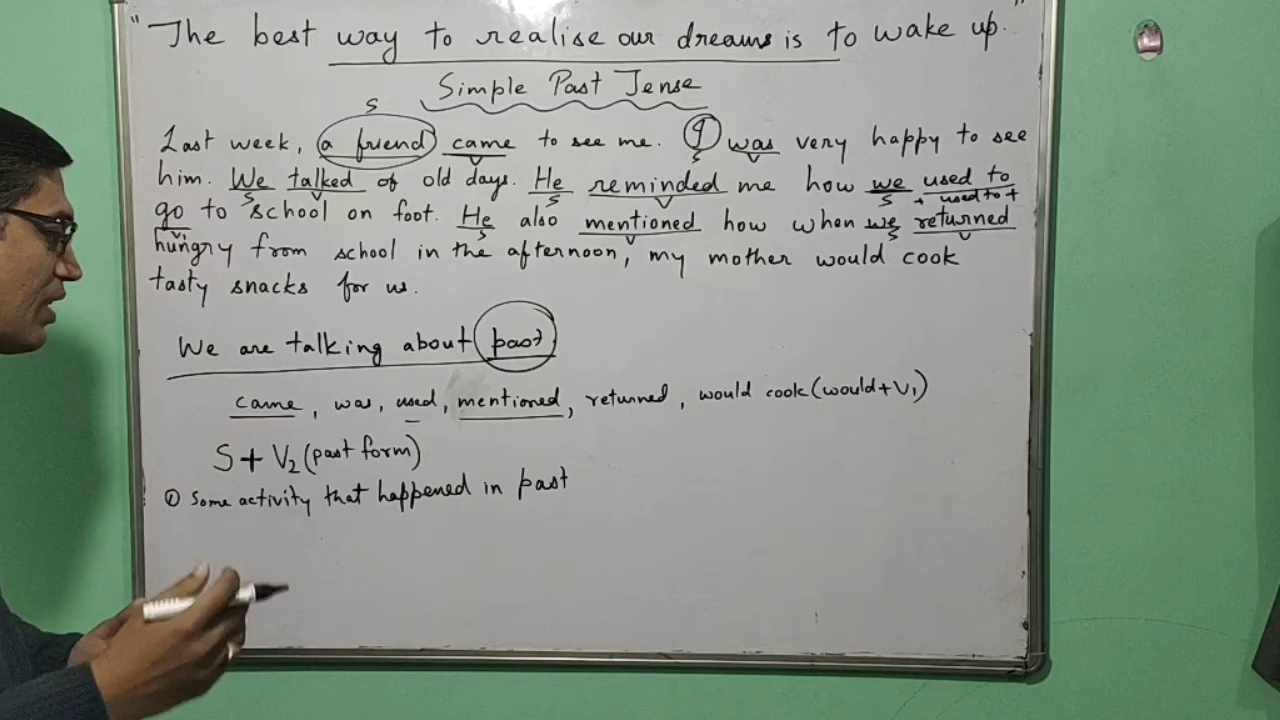 "The best way to realise our dreams is to wake up."
Simple Past Tense
S
Last week, a friend came to see me. I was very happy to see
V S V
him. We talked of old days. He reminded me how we used to
S V S V S + used to +
go to school on foot. He also mentioned how when we returned
V1 S V S V
hungry from school in the afternoon, my mother would cook
tasty snacks for us.
We are talking about past
came, was, used, mentioned, returned, would cook (would+V1)
S + V2 (past form)
① Some activity that happened in past